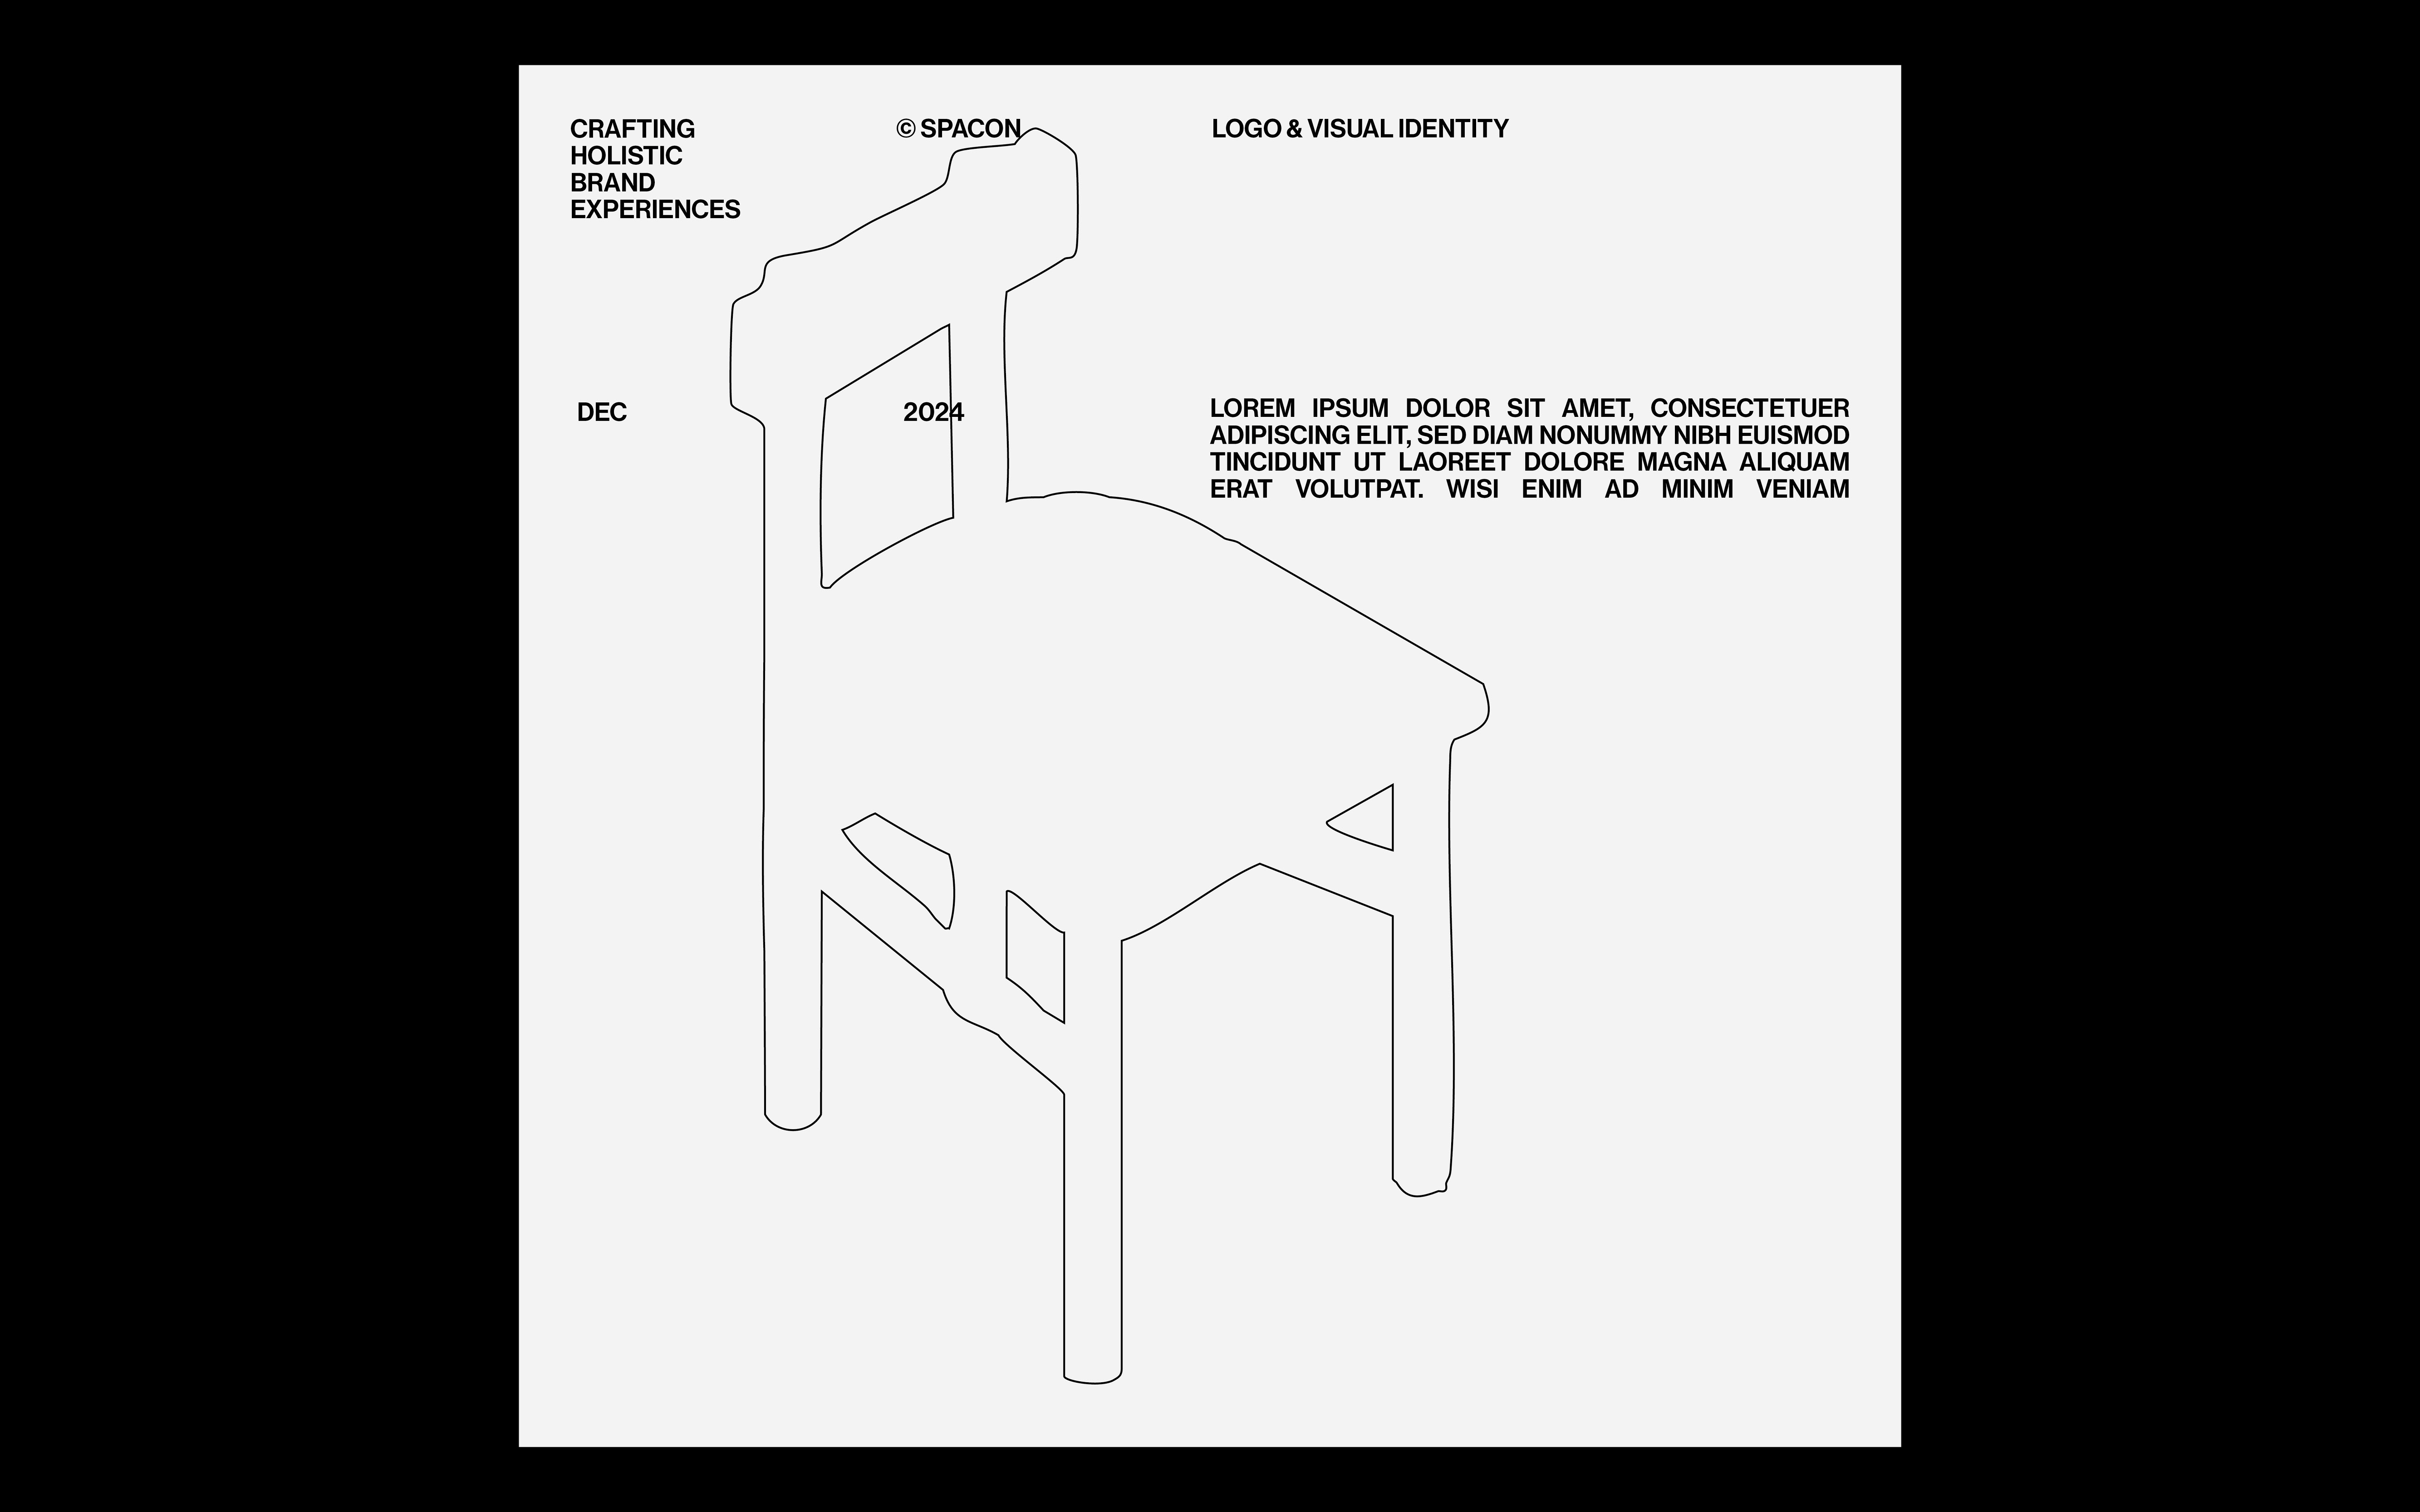 CRAFTING
HOLISTIC
BRAND
EXPERIENCES
© SPACON
LOGO & VISUAL IDENTITY
DEC
2024
LOREM IPSUM DOLOR SIT AMET, CONSECTETUER
ADIPISCING ELIT, SED DIAM NONUMMY NIBH EUISMOD
TINCIDUNT UT LAOREET DOLORE MAGNA ALIQUAM
ERAT VOLUTPAT. WISI ENIM AD MINIM VENIAM